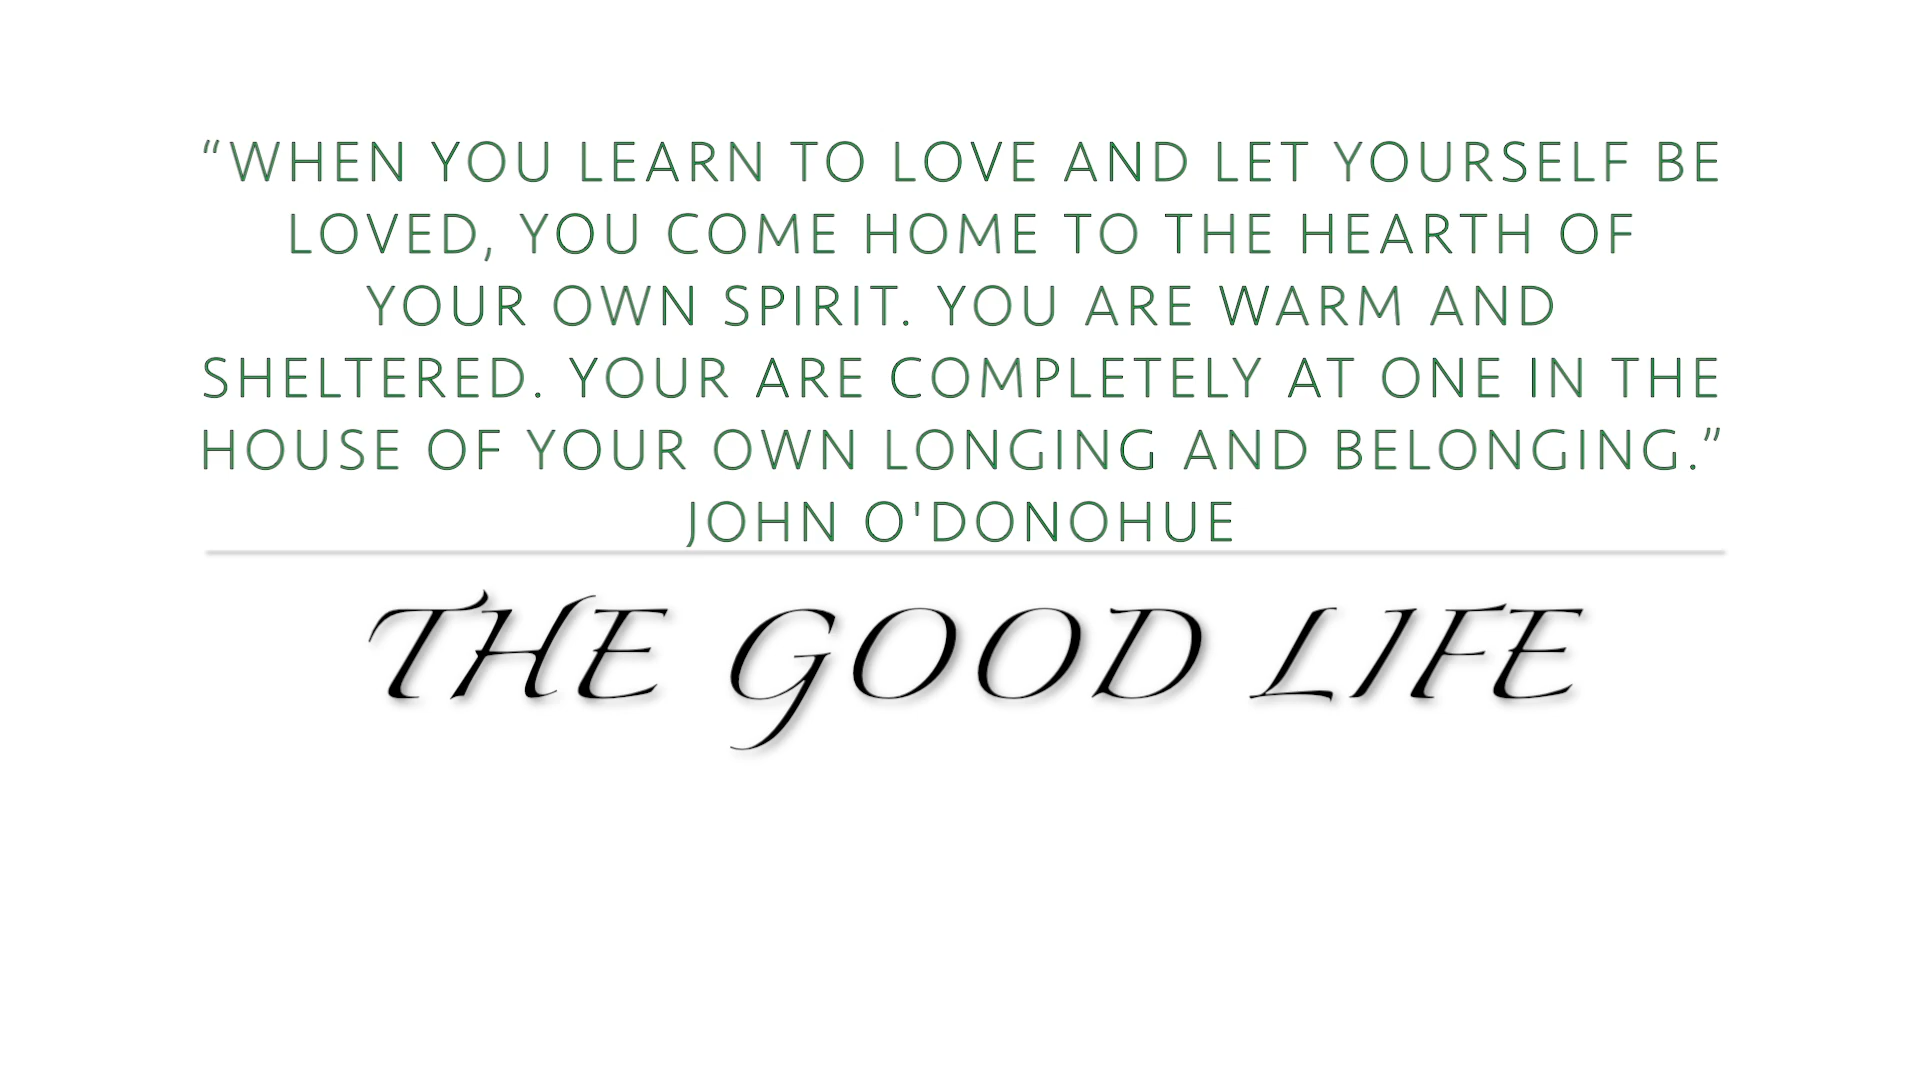 “WHEN YOU LEARN TO LOVE AND LET YOURSELF BE
LOVED, YOU COME HOME TO THE HEARTH OF
YOUR OWN SPIRIT. YOU ARE WARM AND
SHELTERED. YOUR ARE COMPLETELY AT ONE IN THE
HOUSE OF YOUR OWN LONGING AND BELONGING.”
JOHN O'DONOHUE
THE GOOD LIFE